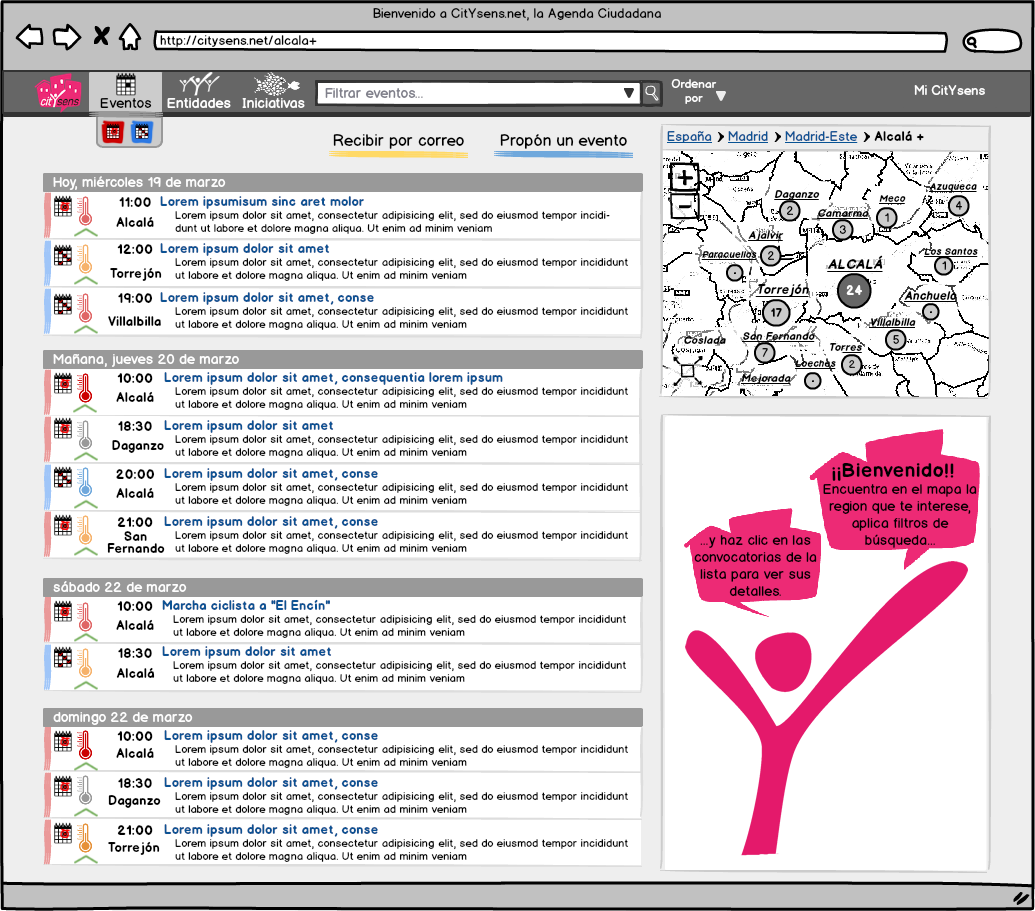 Bienvenido a CitYsens.net, la Agenda Ciudadana
http://citysens.net/alcala+
citYsens
Eventos
Entidades
Iniciativas
Filtrar eventos...
Ordenar
por
Mi CitYsens
Recibir por correo
Propón un evento
Hoy, miércoles 19 de marzo
11:00 Lorem ipsumisum sinc aret molor
Alcalá
Lorem ipsum dolor sit amet, consectetur adipisicing elit, sed do eiusmod tempor incidi-
dunt ut labore et dolore magna aliqua. Ut enim ad minim veniam
12:00 Lorem ipsum dolor sit amet
Torrejón
Lorem ipsum dolor sit amet, consectetur adipisicing elit, sed do eiusmod tempor incididunt
ut labore et dolore magna aliqua. Ut enim ad minim veniam
19:00 Lorem ipsum dolor sit amet, conse
Villalbilla
Lorem ipsum dolor sit amet, consectetur adipisicing elit, sed do eiusmod tempor incididunt
ut labore et dolore magna aliqua. Ut enim ad minim veniam
Mañana, jueves 20 de marzo
10:00 Lorem ipsum dolor sit amet, consequentia lorem ipsum
Alcalá
Lorem ipsum dolor sit amet, consectetur adipisicing elit, sed do eiusmod tempor incididunt
ut labore et dolore magna aliqua. Ut enim ad minim veniam
18:30 Lorem ipsum dolor sit amet
Daganzo
Lorem ipsum dolor sit amet, consectetur adipisicing elit, sed do eiusmod tempor incididunt
ut labore et dolore magna aliqua. Ut enim ad minim veniam
20:00 Lorem ipsum dolor sit amet, conse
Alcalá
Lorem ipsum dolor sit amet, consectetur adipisicing elit, sed do eiusmod tempor incididunt
ut labore et dolore magna aliqua. Ut enim ad minim veniam
21:00 Lorem ipsum dolor sit amet, conse
San
Fernando
Lorem ipsum dolor sit amet, consectetur adipisicing elit, sed do eiusmod tempor incididunt
ut labore et dolore magna aliqua. Ut enim ad minim veniam
sábado 22 de marzo
10:00 Marcha ciclista a "El Encín"
Alcalá
Lorem ipsum dolor sit amet, consectetur adipisicing elit, sed do eiusmod tempor incididunt
ut labore et dolore magna aliqua. Ut enim ad minim veniam
18:30 Lorem ipsum dolor sit amet
Alcalá
Lorem ipsum dolor sit amet, consectetur adipisicing elit, sed do eiusmod tempor incididunt
ut labore et dolore magna aliqua. Ut enim ad minim veniam
domingo 22 de marzo
10:00 Lorem ipsum dolor sit amet, conse
Alcalá
Lorem ipsum dolor sit amet, consectetur adipisicing elit, sed do eiusmod tempor incididunt
ut labore et dolore magna aliqua. Ut enim ad minim veniam
18:30 Lorem ipsum dolor sit amet, conse
Daganzo
Lorem ipsum dolor sit amet, consectetur adipisicing elit, sed do eiusmod tempor incididunt
ut labore et dolore magna aliqua. Ut enim ad minim veniam
21:00 Lorem ipsum dolor sit amet, conse
Torrejón
Lorem ipsum dolor sit amet, consectetur adipisicing elit, sed do eiusmod tempor incididunt
ut labore et dolore magna aliqua. Ut enim ad minim veniam
España Madrid Madrid-Este Alcalá +
Azuqueca
4
Daganzo
2
Meco
1
Camarma
3
Ajalvir
2
Paracuellos
Los Santos
1
ALCALÁ
24
Torrejón
17
Anchuelo
Villalbilla
5
Coslada
San Fernando
7
Torres
2
Loeches
Mejorada
¡¡Bienvenido!!
Encuentra en el mapa la
region que te interese,
aplica filtros de
búsqueda...
...y haz clic en las
convocatorias de la
lista para ver sus
detalles.